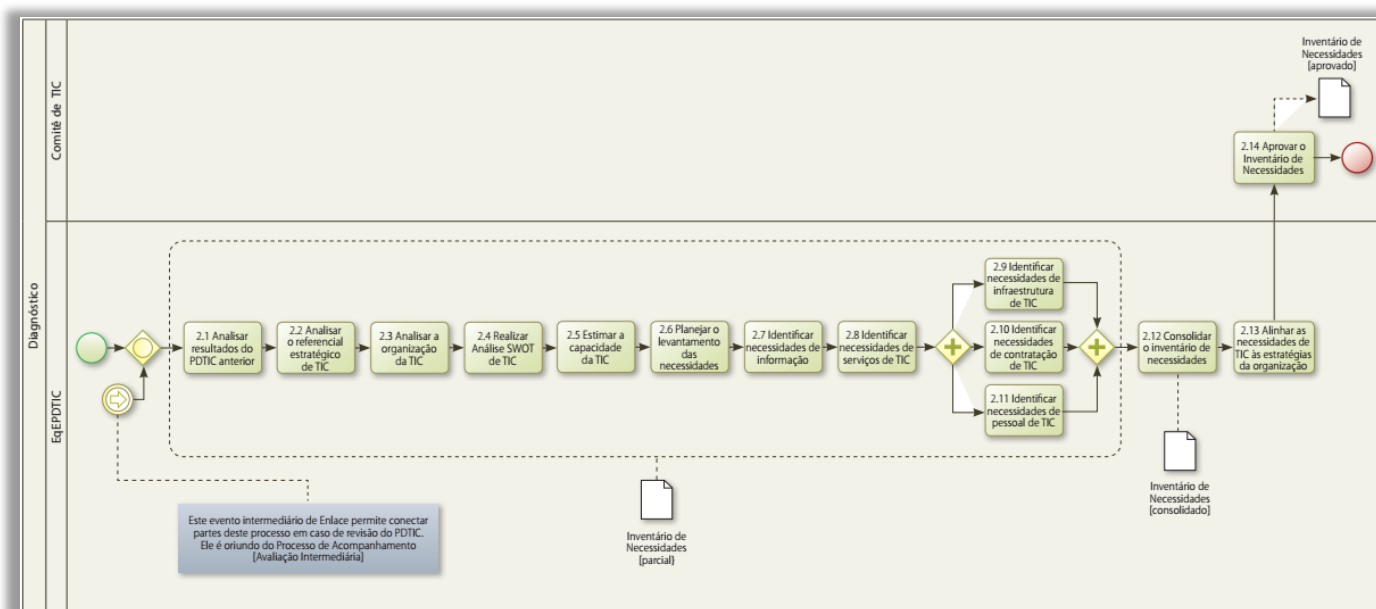 Diagnóstico
Comitê de TIC
EqEPDTIC
Inventário de
Necessidades
[aprovado]
2.14 Aprovar o
Inventário de
Necessidades
2.1 Analisar
resultados do
PDTIC anterior
2.2 Analisar
o referencial
estratégico
de TIC
2.3 Analisar a
organização
da TIC
2.4 Realizar
Análise SWOT
de TIC
2.5 Estimar a
capacidade
da TIC
2.6 Planejar o
levantamento
das
necessidades
2.7 Identificar
necessidades
de informação
2.8 Identificar
necessidades de
serviços de TIC
2.9 Identificar
necessidades de
infraestrutura
de TIC
2.10 Identificar
necessidades
de contratação
de TIC
2.11 Identificar
necessidades de
pessoal de TIC
2.12 Consolidar
o inventário de
necessidades
2.13 Alinhar as
necessidades de
TIC às estratégias
da organização
Este evento intermediário de Enlace permite conectar
partes deste processo em caso de revisão do PDTIC.
Ele é oriundo do Processo de Acompanhamento
[Avaliação Intermediária]
Inventário de
Necessidades
[parcial}
Inventário de
Necessidades
[consolidado]